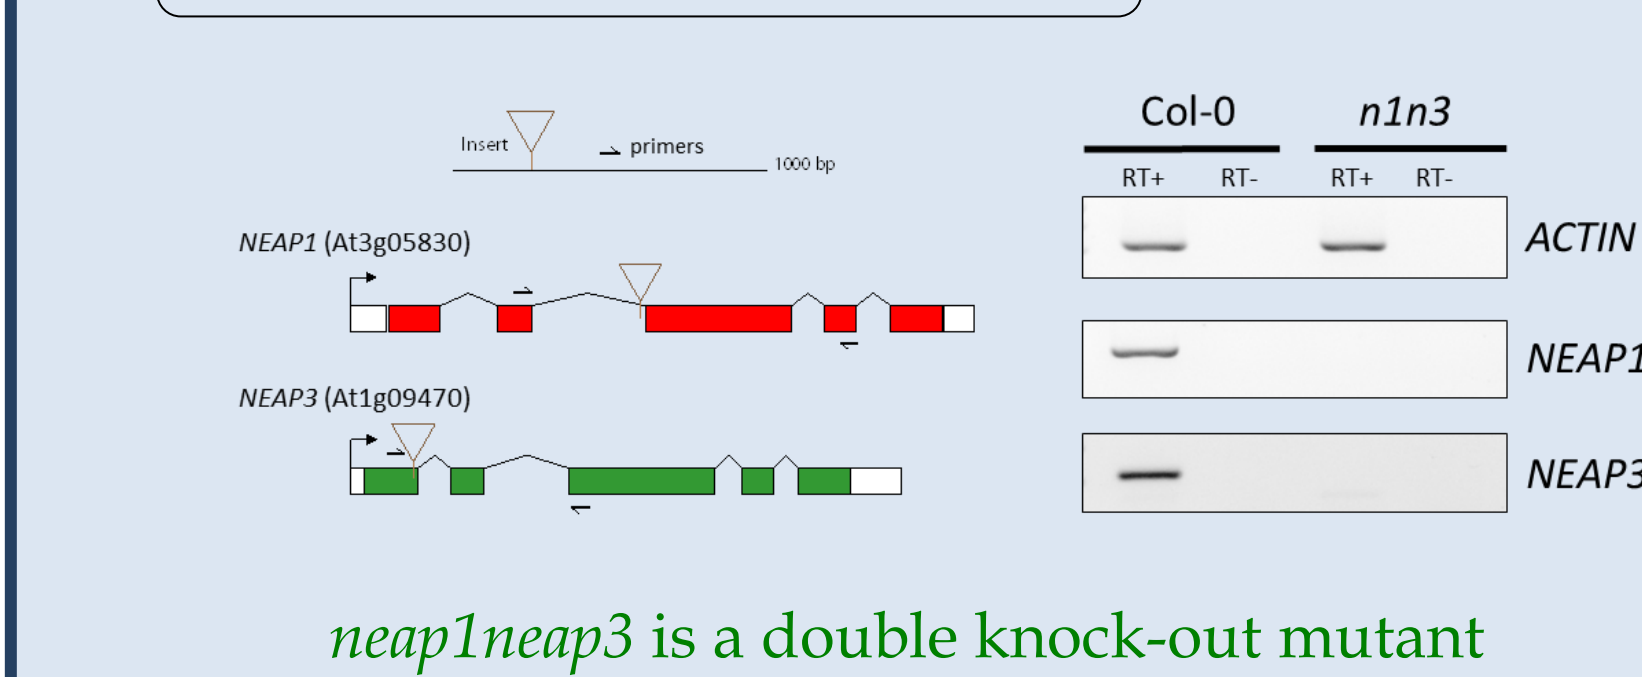 Insert
primers
1000 bp
NEAP1 (At3g05830)
NEAP3 (At1g09470)
Col-0 n1n3
RT+ RT- RT+ RT-
ACTIN
NEAP1
NEAP3
neap1neap3 is a double knock-out mutant